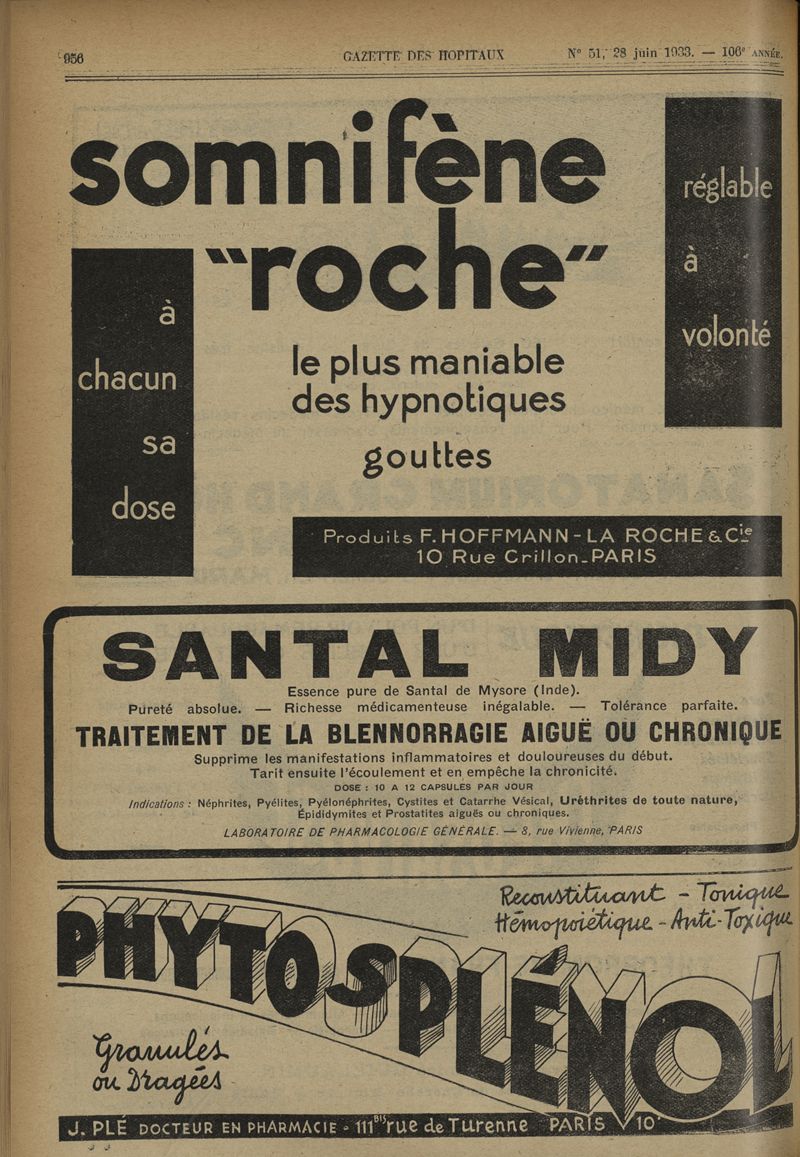 956
GAZETTE DES HOPITAUX
N° 51, 28 juin 1933. — 106e ANNÉE.
somnifène
"roche"
réglable
à
volonté
à
chacun
sa
dose
le plus maniable
des hypnotiques
gouttes
Produits F. HOFFMANN-LA ROCHE & Cie
10 Rue Crillon_PARIS
SANTAL MIDY
Essence pure de Santal de Mysore (Inde).
Pureté absolue. — Richesse médicamenteuse inégalable. — Tolérance parfaite.
TRAITEMENT DE LA BLENNORRAGIE AIGUË OU CHRONIQUE
Supprime les manifestations inflammatoires et douloureuses du début.
Tarit ensuite l'écoulement et en empêche la chronicité.
DOSE : 10 A 12 CAPSULES PAR JOUR
Indications : Néphrites, Pyélites, Pyélonéphrites, Cystites et Catarrhe Vésical, Uréthrites de toute nature,
Épididymites et Prostatites aiguës ou chroniques.
LABORATOIRE DE PHARMACOLOGIE GÉNÉRALE. — 8, rue Vivienne, PARIS
Reconstituant - Tonique
Hémopoiétique - Anti-Toxique
PHYTOSPLÉNOL
Granulés
ou Dragées
J. PLÉ DOCTEUR EN PHARMACIE - 111BIS rue de Turenne PARIS 10